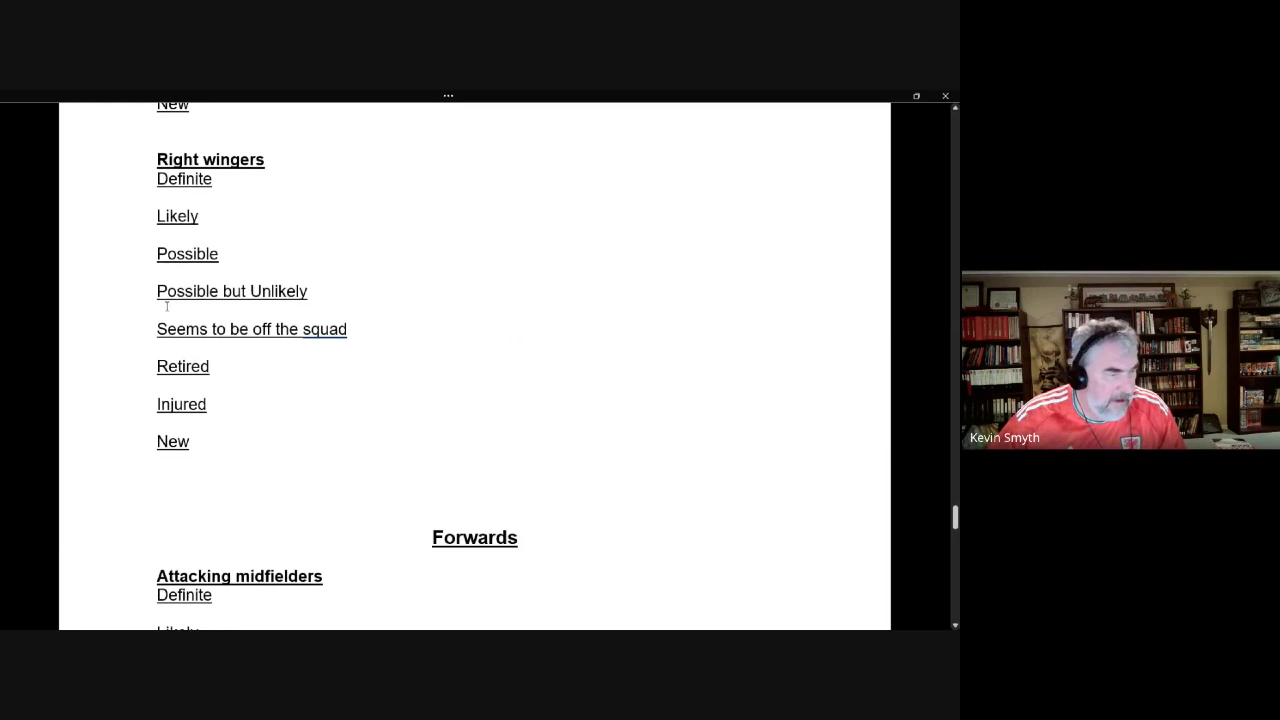 New
Right wingers
Definite
Likely
Possible
Possible but Unlikely
Seems to be off the squad
Retired
Injured
New
Forwards
Attacking midfielders
Definite
Likely
Kevin Smyth